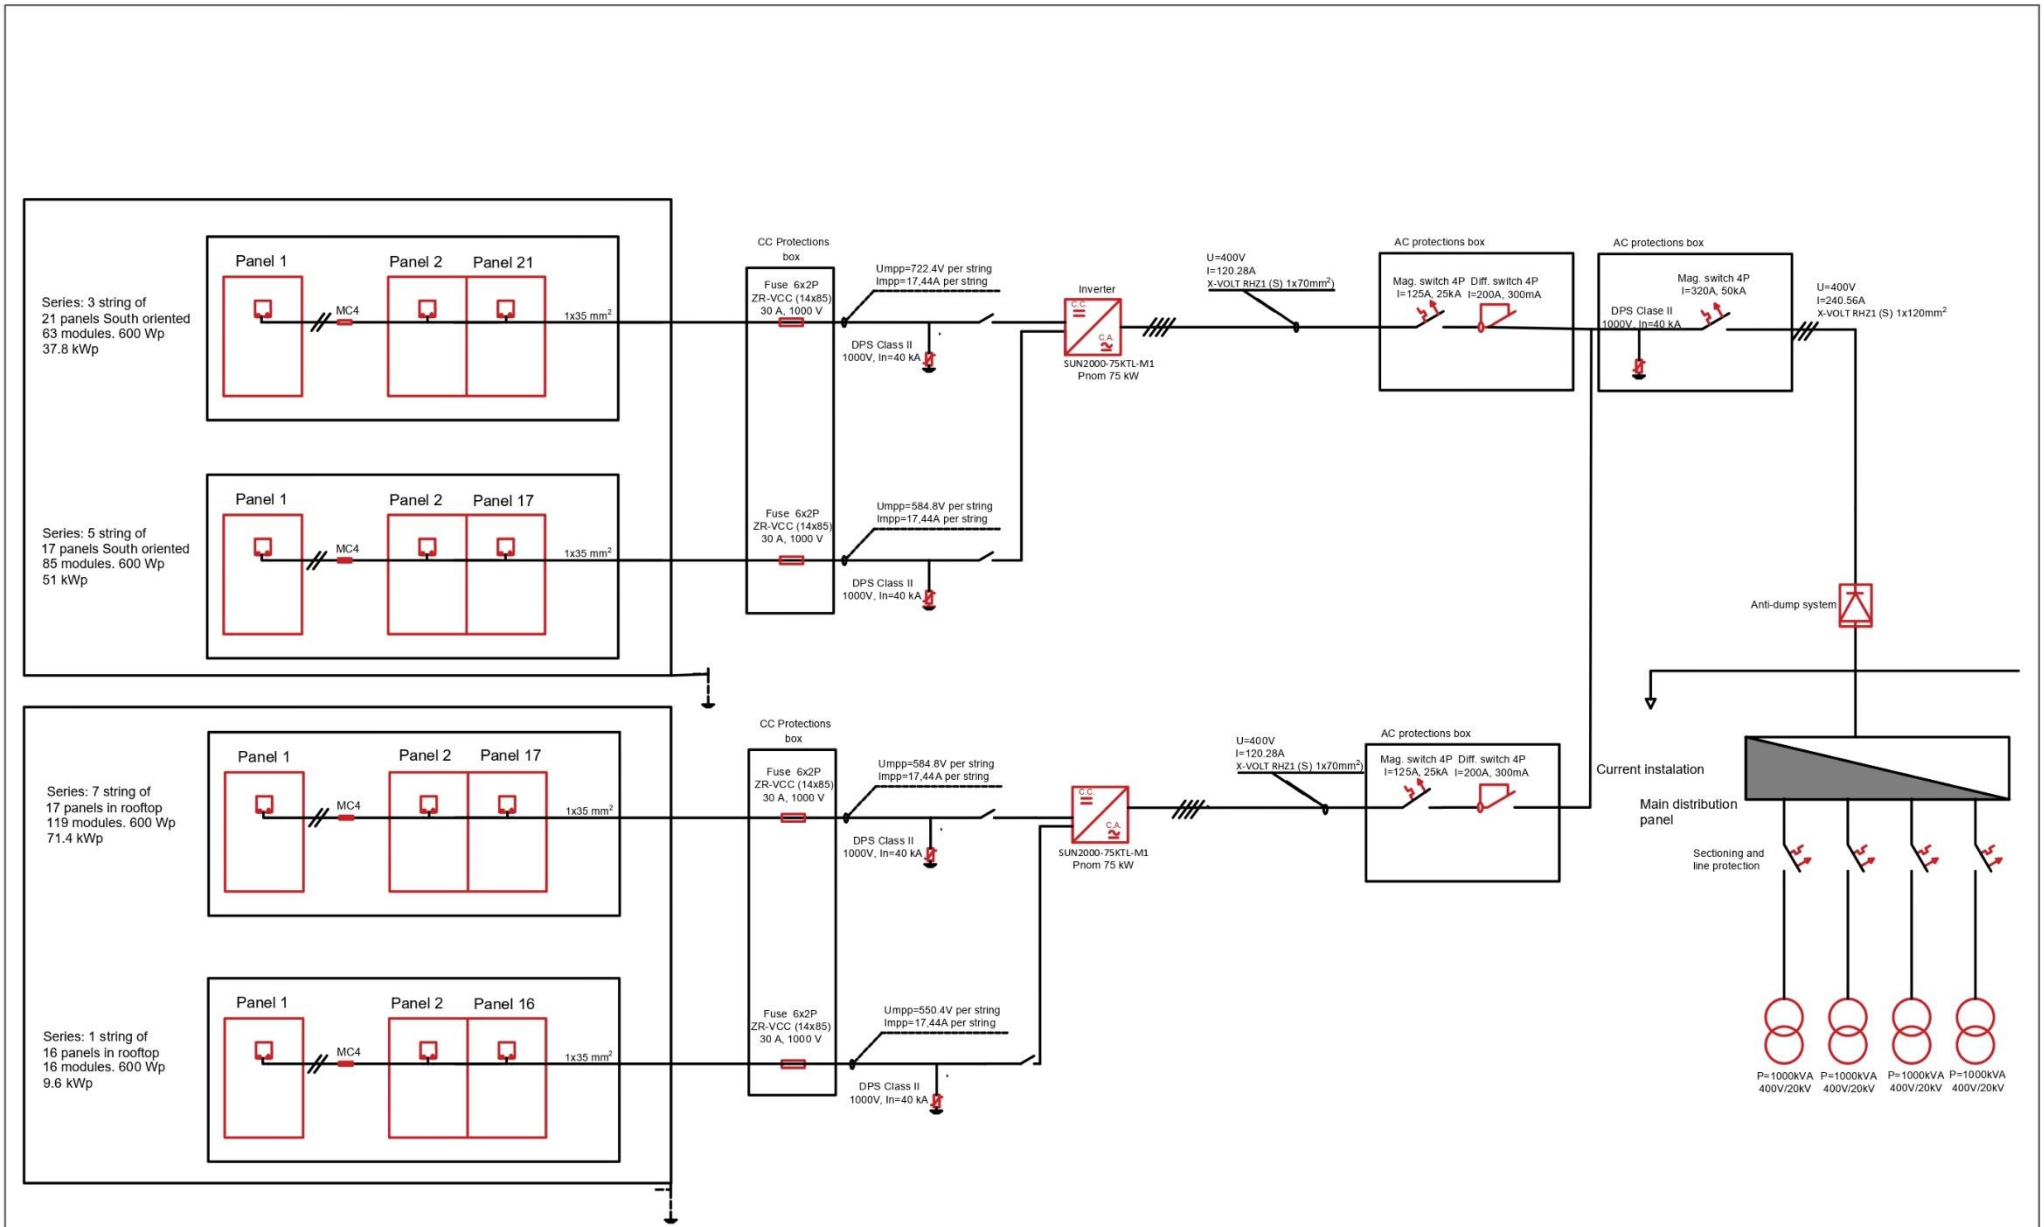 Series: 3 string of
21 panels South oriented
63 modules. 600 Wp
37.8 kWp
Panel 1
MC4
Panel 2
Panel 21
1x35 mm²
CC Protections
box
Fuse 6x2P
ZR-VCC (14x85)
30 A, 1000 V
Umpp=722.4V per string
Impp=17,44A per string
DPS Class II
1000V, In=40 kA
Inverter
C.C.
C.A.
SUN2000-75KTL-M1
Pnom 75 kW
U=400V
I=120.28A
X-VOLT RHZ1 (S) 1x70mm²)
AC protections box
Mag. switch 4P
I=125A, 25kA
Diff. switch 4P
I=200A, 300mA
AC protections box
Mag. switch 4P
I=320A, 50kA
DPS Clase II
1000V, In=40 kA
U=400V
I=240.56A
X-VOLT RHZ1 (S) 1x120mm²
Series: 5 string of
17 panels South oriented
85 modules. 600 Wp
51 kWp
Panel 1
MC4
Panel 2
Panel 17
1x35 mm²
Fuse 6x2P
ZR-VCC (14x85)
30 A, 1000 V
Umpp=584.8V per string
Impp=17,44A per string
DPS Class II
1000V, In=40 kA
Anti-dump system
Series: 7 string of
17 panels in rooftop
119 modules. 600 Wp
71.4 kWp
Panel 1
MC4
Panel 2
Panel 17
1x35 mm²
CC Protections
box
Fuse 6x2P
ZR-VCC (14x85)
30 A, 1000 V
Umpp=584.8V per string
Impp=17,44A per string
DPS Class II
1000V, In=40 kA
C.C.
C.A.
SUN2000-75KTL-M1
Pnom 75 kW
U=400V
I=120.28A
X-VOLT RHZ1 (S) 1x70mm²)
AC protections box
Mag. switch 4P
I=125A, 25kA
Diff. switch 4P
I=200A, 300mA
Current instalation
Main distribution
panel
Sectioning and
line protection
Series: 1 string of
16 panels in rooftop
16 modules. 600 Wp
9.6 kWp
Panel 1
MC4
Panel 2
Panel 16
1x35 mm²
Fuse 6x2P
ZR-VCC (14x85)
30 A, 1000 V
Umpp=550.4V per string
Impp=17,44A per string
DPS Class II
1000V, In=40 kA
P=1000kVA
400V/20kV
P=1000kVA
400V/20kV
P=1000kVA
400V/20kV
P=1000kVA
400V/20kV